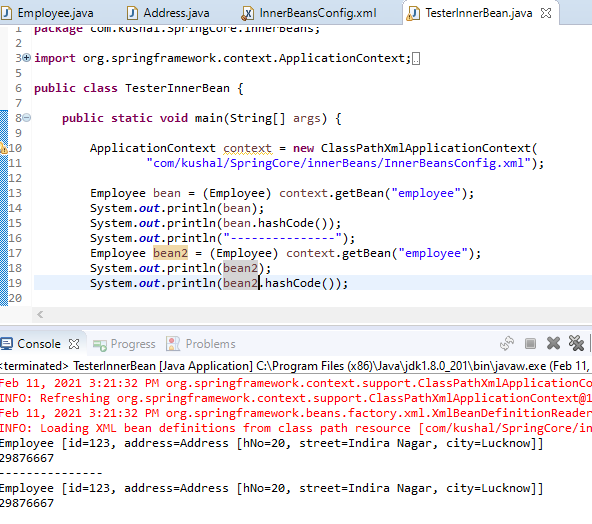 Employee.java Address.java InnerBeansConfig.xml TesterInnerBean.java
1 package com.kushal.SpringCore.innerBeans;
2
3 import org.springframework.context.ApplicationContext;
5
6 public class TesterInnerBean {
7
8 public static void main(String[] args) {
9
10 ApplicationContext context = new ClassPathXmlApplicationContext(
11 "com/kushal/SpringCore/innerBeans/InnerBeansConfig.xml");
12
13 Employee bean = (Employee) context.getBean("employee");
14 System.out.println(bean);
15 System.out.println(bean.hashCode());
16 System.out.println("---------------");
17 Employee bean2 = (Employee) context.getBean("employee");
18 System.out.println(bean2);
19 System.out.println(bean2.hashCode());
20
Console Progress Problems
<terminated> TesterInnerBean [Java Application] C:\Program Files (x86)\Java\jdk1.8.0_201\bin\javaw.exe (Feb 11,
Feb 11, 2021 3:21:32 PM org.springframework.context.support.ClassPathXmlApplicationCo
INFO: Refreshing org.springframework.context.support.ClassPathXmlApplicationContext@1
Feb 11, 2021 3:21:32 PM org.springframework.beans.factory.xml.XmlBeanDefinitionReader
INFO: Loading XML bean definitions from class path resource [com/kushal/SpringCore/in
Employee [id=123, address=Address [hNo=20, street=Indira Nagar, city=Lucknow]]
29876667
---------------
Employee [id=123, address=Address [hNo=20, street=Indira Nagar, city=Lucknow]]
29876667